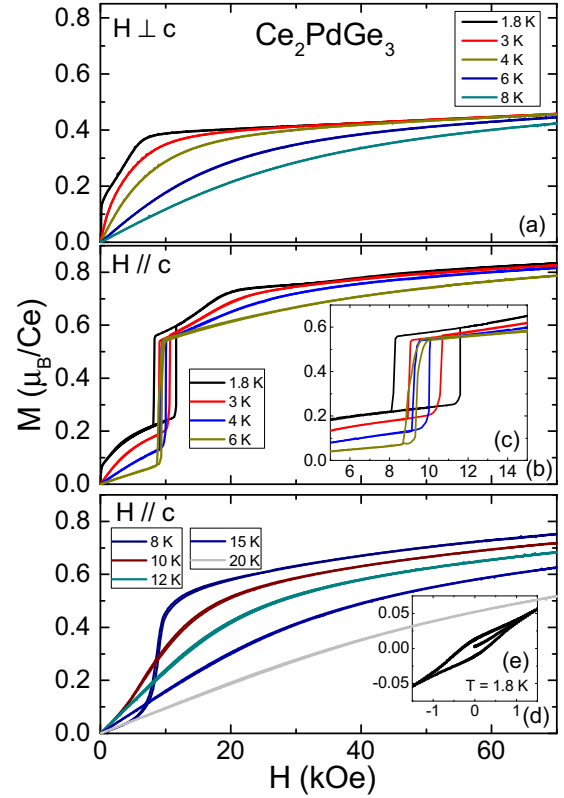 H ⊥ c
Ce₂PdGe₃
1.8 K
3 K
4 K
6 K
8 K
0.8
0.6
0.4
0.2
0.0
(a)
H // c
0.8
0.6
0.4
0.2
0.0
1.8 K
3 K
4 K
6 K
0.6
0.4
0.2
0.0
4 6 8 10 12 14
(c)
(b)
M (μ_B/Ce)
H // c
8 K
10 K
12 K
15 K
20 K
0.8
0.6
0.4
0.2
0.0
0.05
0.00
-0.05
-1 0 1
(e)
T = 1.8 K
(d)
0 20 40 60
H (kOe)